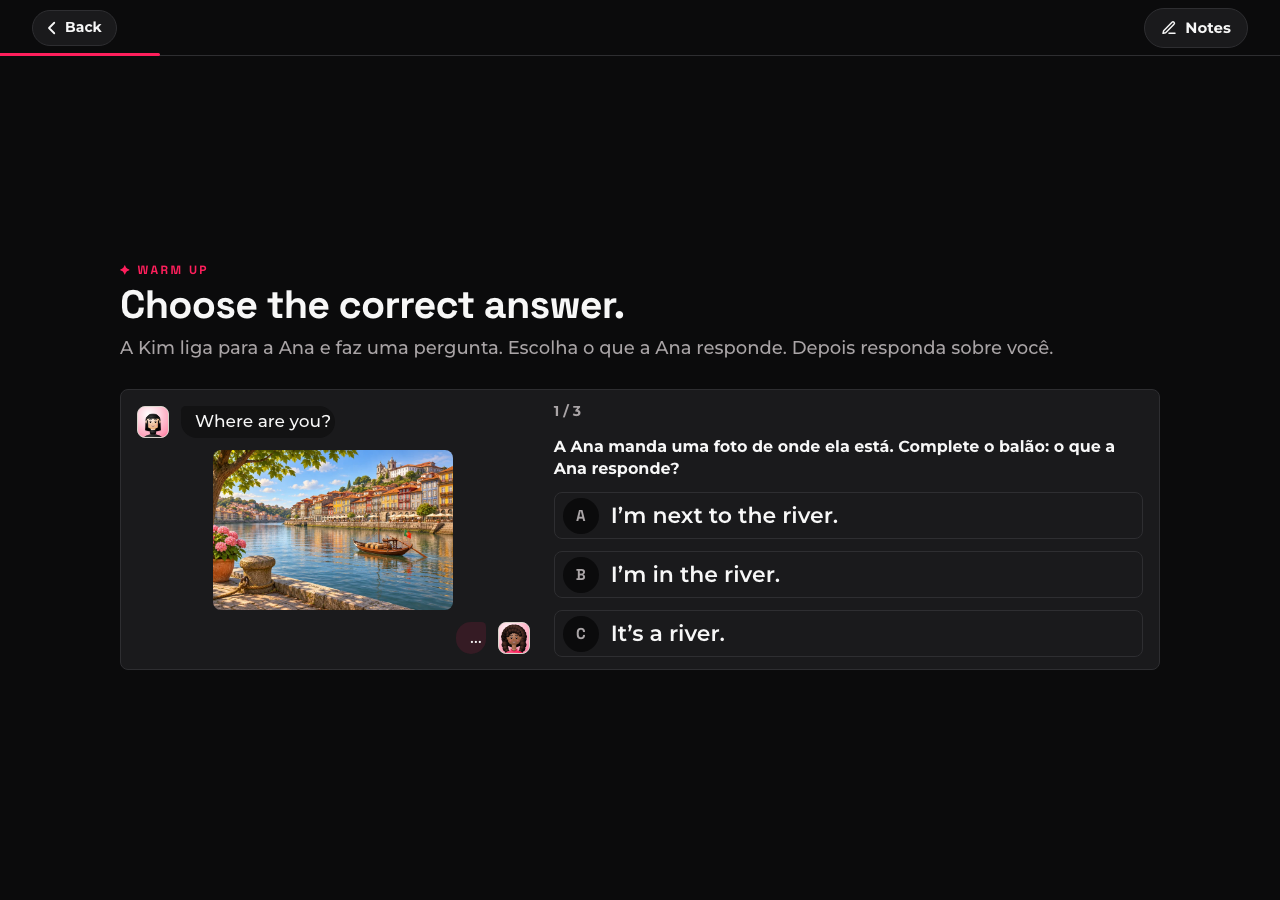 Back
Notes
WARM UP
Choose the correct answer.
A Kim liga para a Ana e faz uma pergunta. Escolha o que a Ana responde. Depois responda sobre você.
Where are you?
...
1 / 3
A Ana manda uma foto de onde ela está. Complete o balão: o que a
Ana responde?
A I’m next to the river.
B I’m in the river.
C It’s a river.